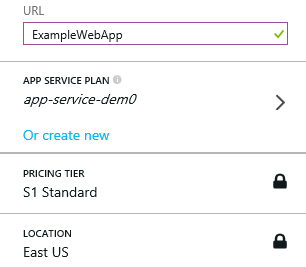 URL
ExampleWebApp
APP SERVICE PLAN
app-service-dem0
Or create new
PRICING TIER
S1 Standard
LOCATION
East US